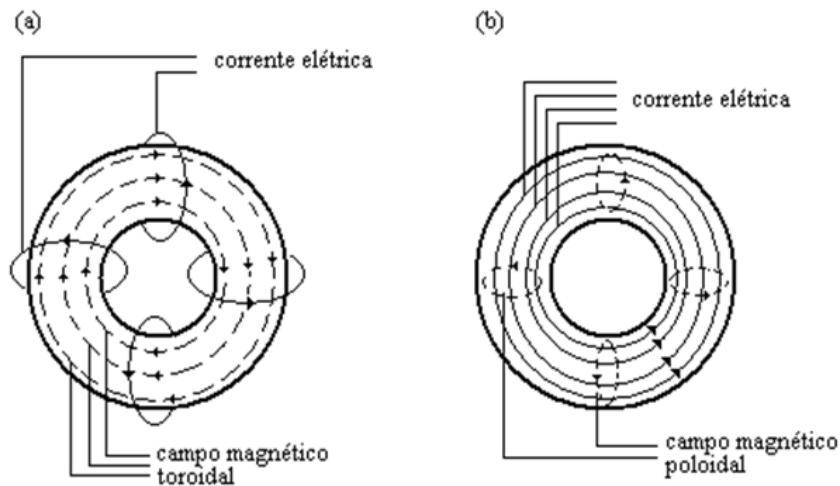 (a)
corrente elétrica
campo magnético
toroidal
(b)
corrente elétrica
campo magnético
poloidal